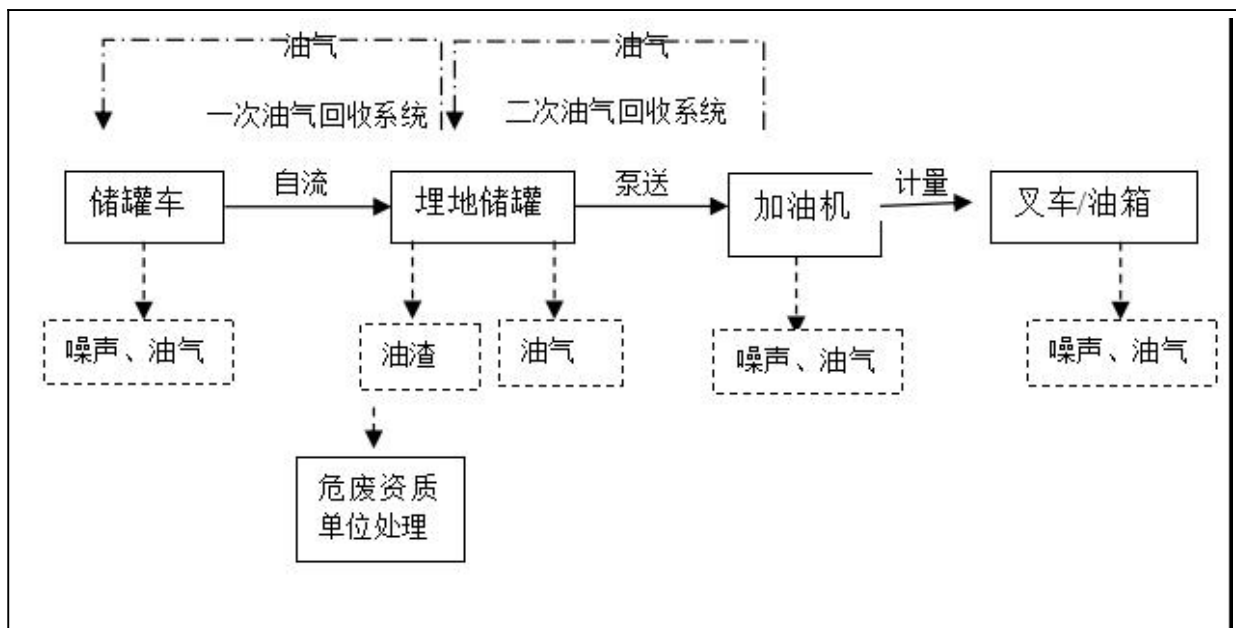 油气
油气
一次油气回收系统
二次油气回收系统
储罐车
自流
埋地储罐
泵送
加油机
计量
叉车/油箱
噪声、油气
油渣
油气
噪声、油气
噪声、油气
危废资质
单位处理